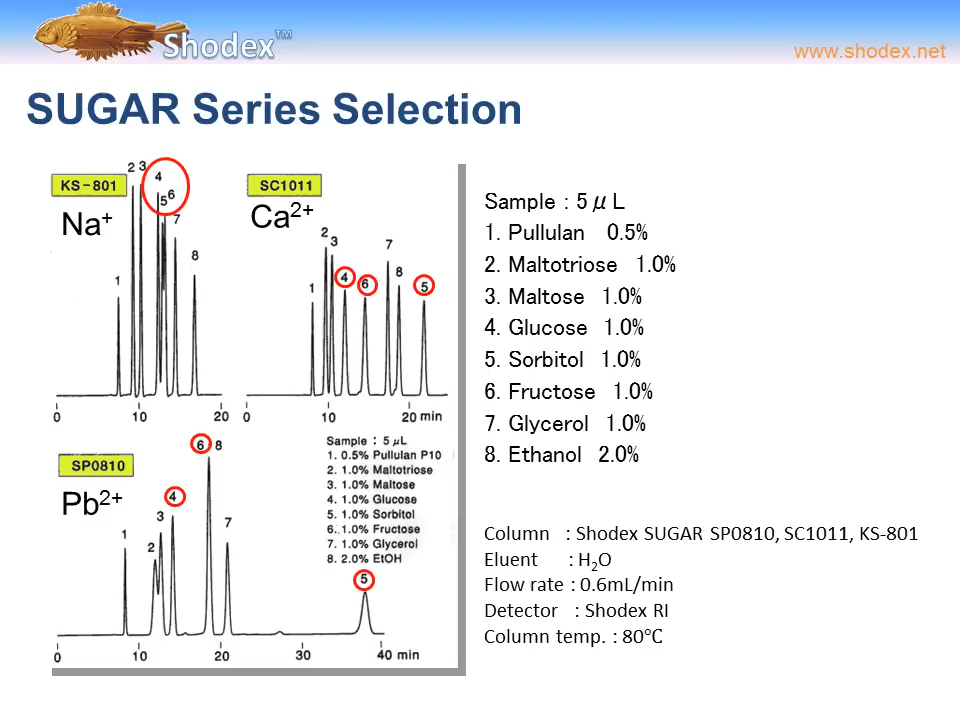 Shodex™
www.shodex.net
SUGAR Series Selection
KS-801
Na+
1
2 3
4
5 6
7
8
0 10 20
SC1011
Ca2+
1
2
3
4
6
7
8
5
0 10 20 min
SP0810
Pb2+
1
2
3
4
6 8
7
5
0 10 20 30 40 min
Sample : 5 μL
1. 0.5% Pullulan P10
2. 1.0% Maltotriose
3. 1.0% Maltose
4. 1.0% Glucose
5. 1.0% Sorbitol
6. 1.0% Fructose
7. 1.0% Glycerol
8. 2.0% EtOH
Sample : 5 μ L
1. Pullulan 0.5%
2. Maltotriose 1.0%
3. Maltose 1.0%
4. Glucose 1.0%
5. Sorbitol 1.0%
6. Fructose 1.0%
7. Glycerol 1.0%
8. Ethanol 2.0%
Column : Shodex SUGAR SP0810, SC1011, KS-801
Eluent : H2O
Flow rate : 0.6mL/min
Detector : Shodex RI
Column temp. : 80℃